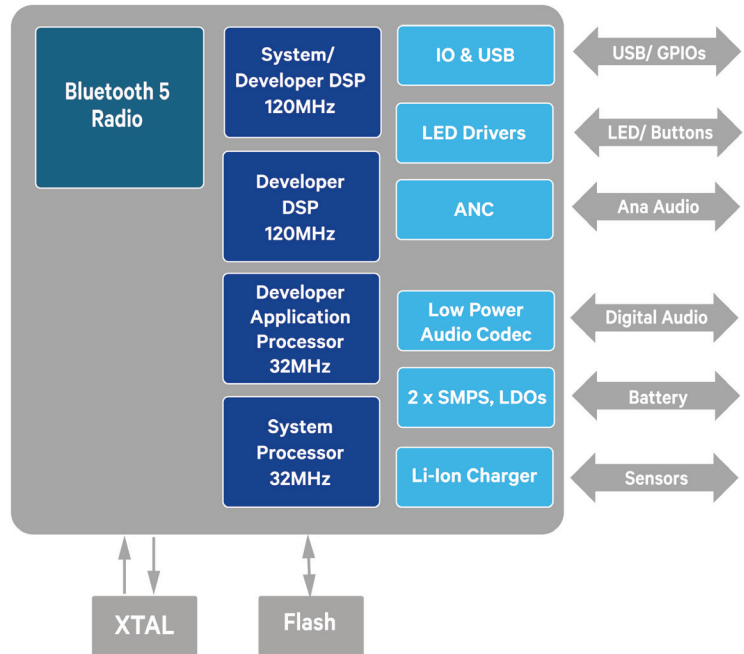 Bluetooth 5
Radio
System/
Developer DSP
120MHz
Developer
DSP
120MHz
Developer
Application
Processor
32MHz
System
Processor
32MHz
IO & USB
LED Drivers
ANC
Low Power
Audio Codec
2 x SMPS, LDOs
Li-Ion Charger
USB/ GPIOs
LED/ Buttons
Ana Audio
Digital Audio
Battery
Sensors
XTAL
Flash